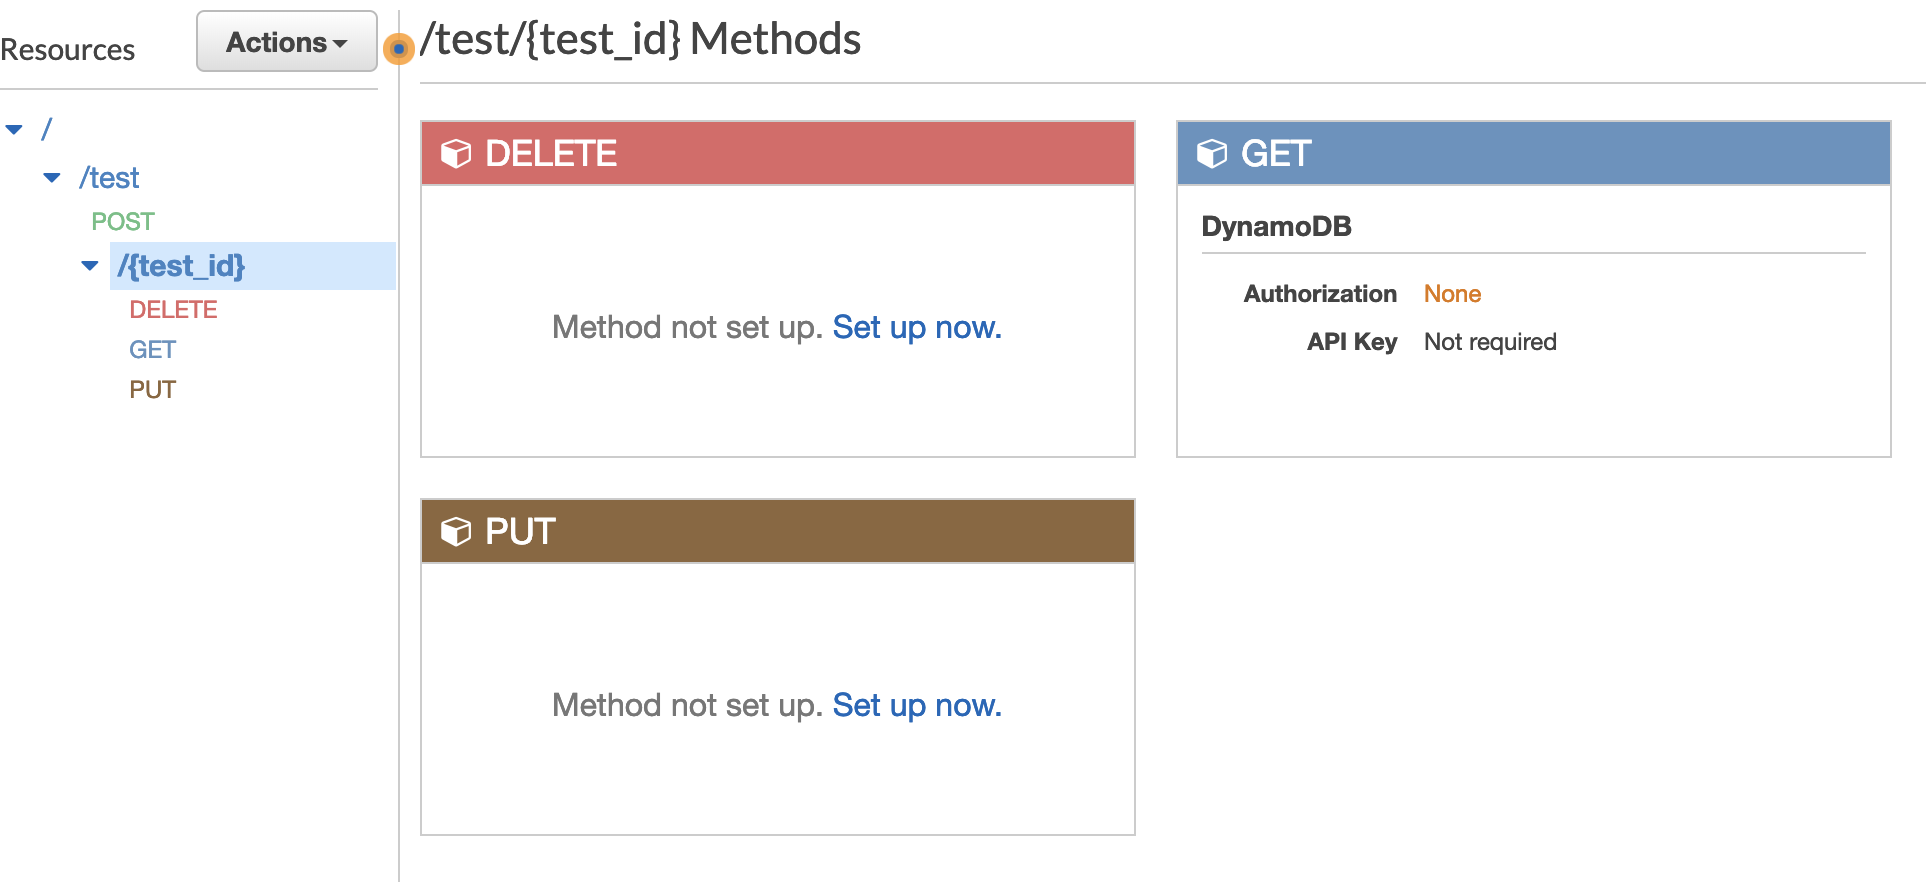 Resources
Actions
/
/test
POST
/{test_id}
DELETE
GET
PUT
/test/{test_id} Methods
DELETE
Method not set up. Set up now.
GET
DynamoDB
Authorization None
API Key Not required
PUT
Method not set up. Set up now.